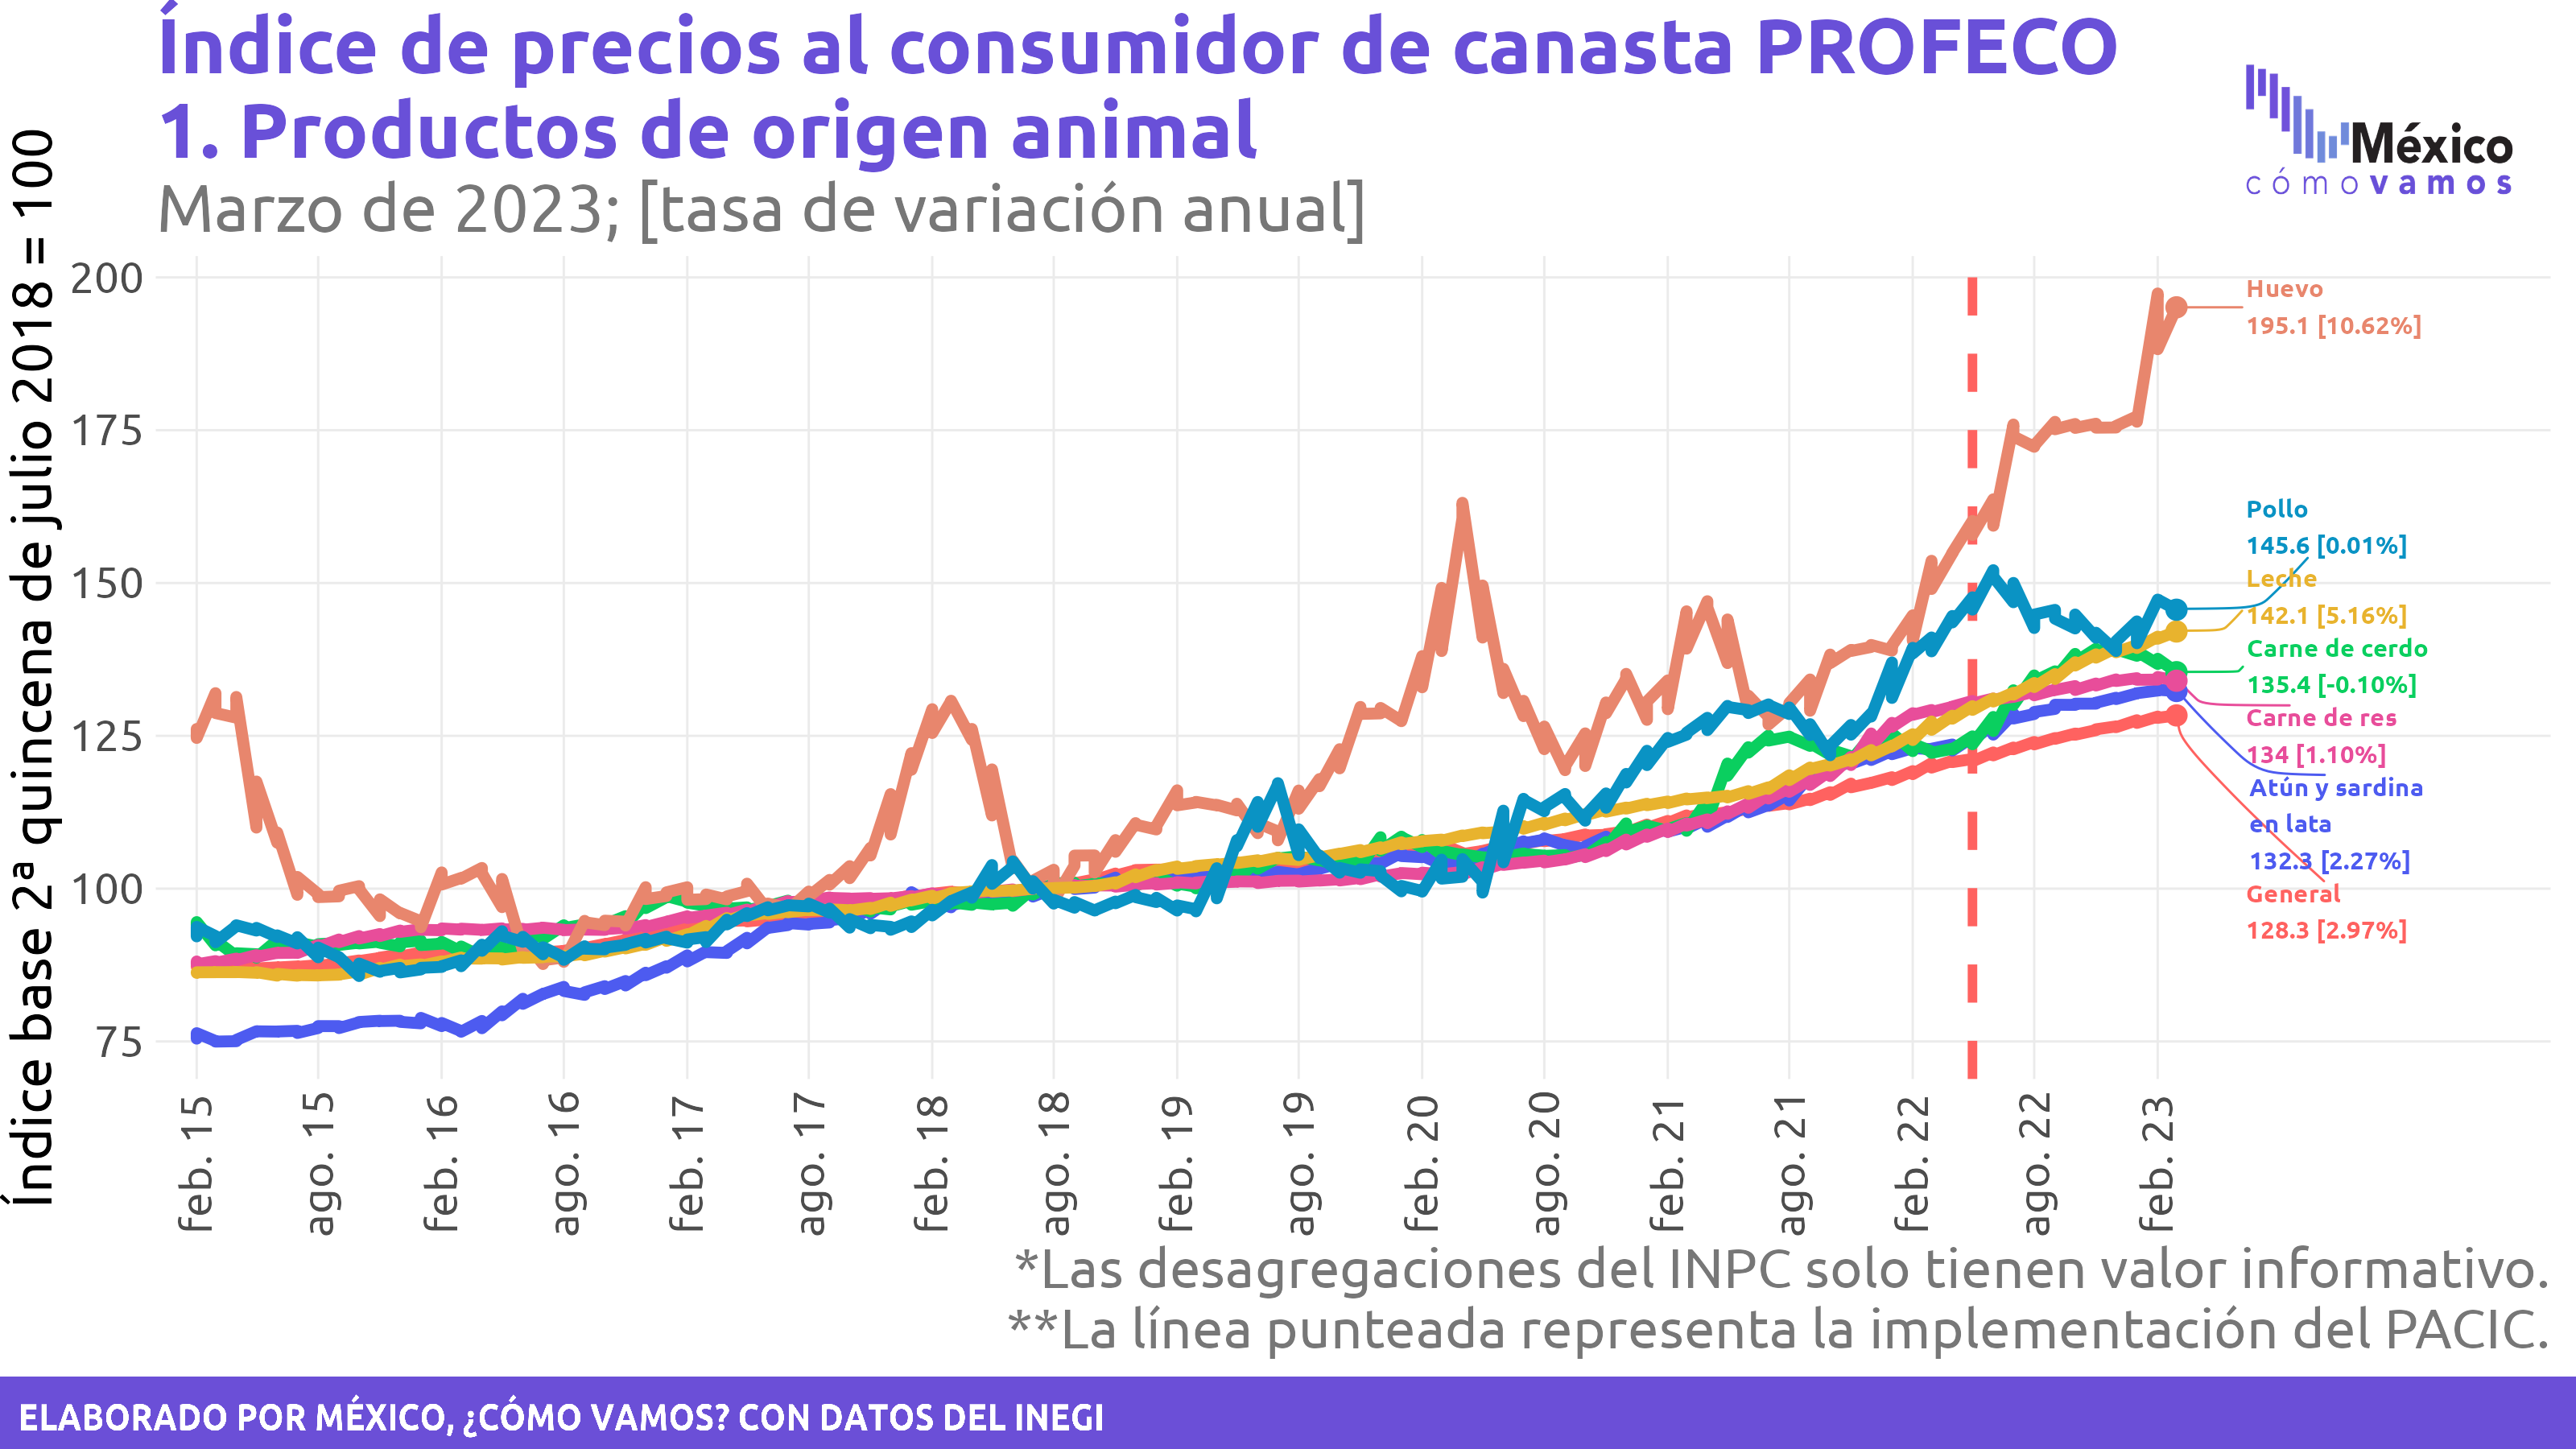 Índice de precios al consumidor de canasta PROFECO
1. Productos de origen animal
Marzo de 2023; [tasa de variación anual]
México
cómo vamos
Índice base 2ª quincena de julio 2018 = 100
200
175
150
125
100
75
Huevo
195.1 [10.62%]
Pollo
145.6 [0.01%]
Leche
142.1 [5.16%]
Carne de cerdo
135.4 [-0.10%]
Carne de res
134 [1.10%]
Atún y sardina
en lata
132.3 [2.27%]
General
128.3 [2.97%]
feb. 15
ago. 15
feb. 16
ago. 16
feb. 17
ago. 17
feb. 18
ago. 18
feb. 19
ago. 19
feb. 20
ago. 20
feb. 21
ago. 21
feb. 22
ago. 22
feb. 23
*Las desagregaciones del INPC solo tienen valor informativo.
**La línea punteada representa la implementación del PACIC.
ELABORADO POR MÉXICO, ¿CÓMO VAMOS? CON DATOS DEL INEGI